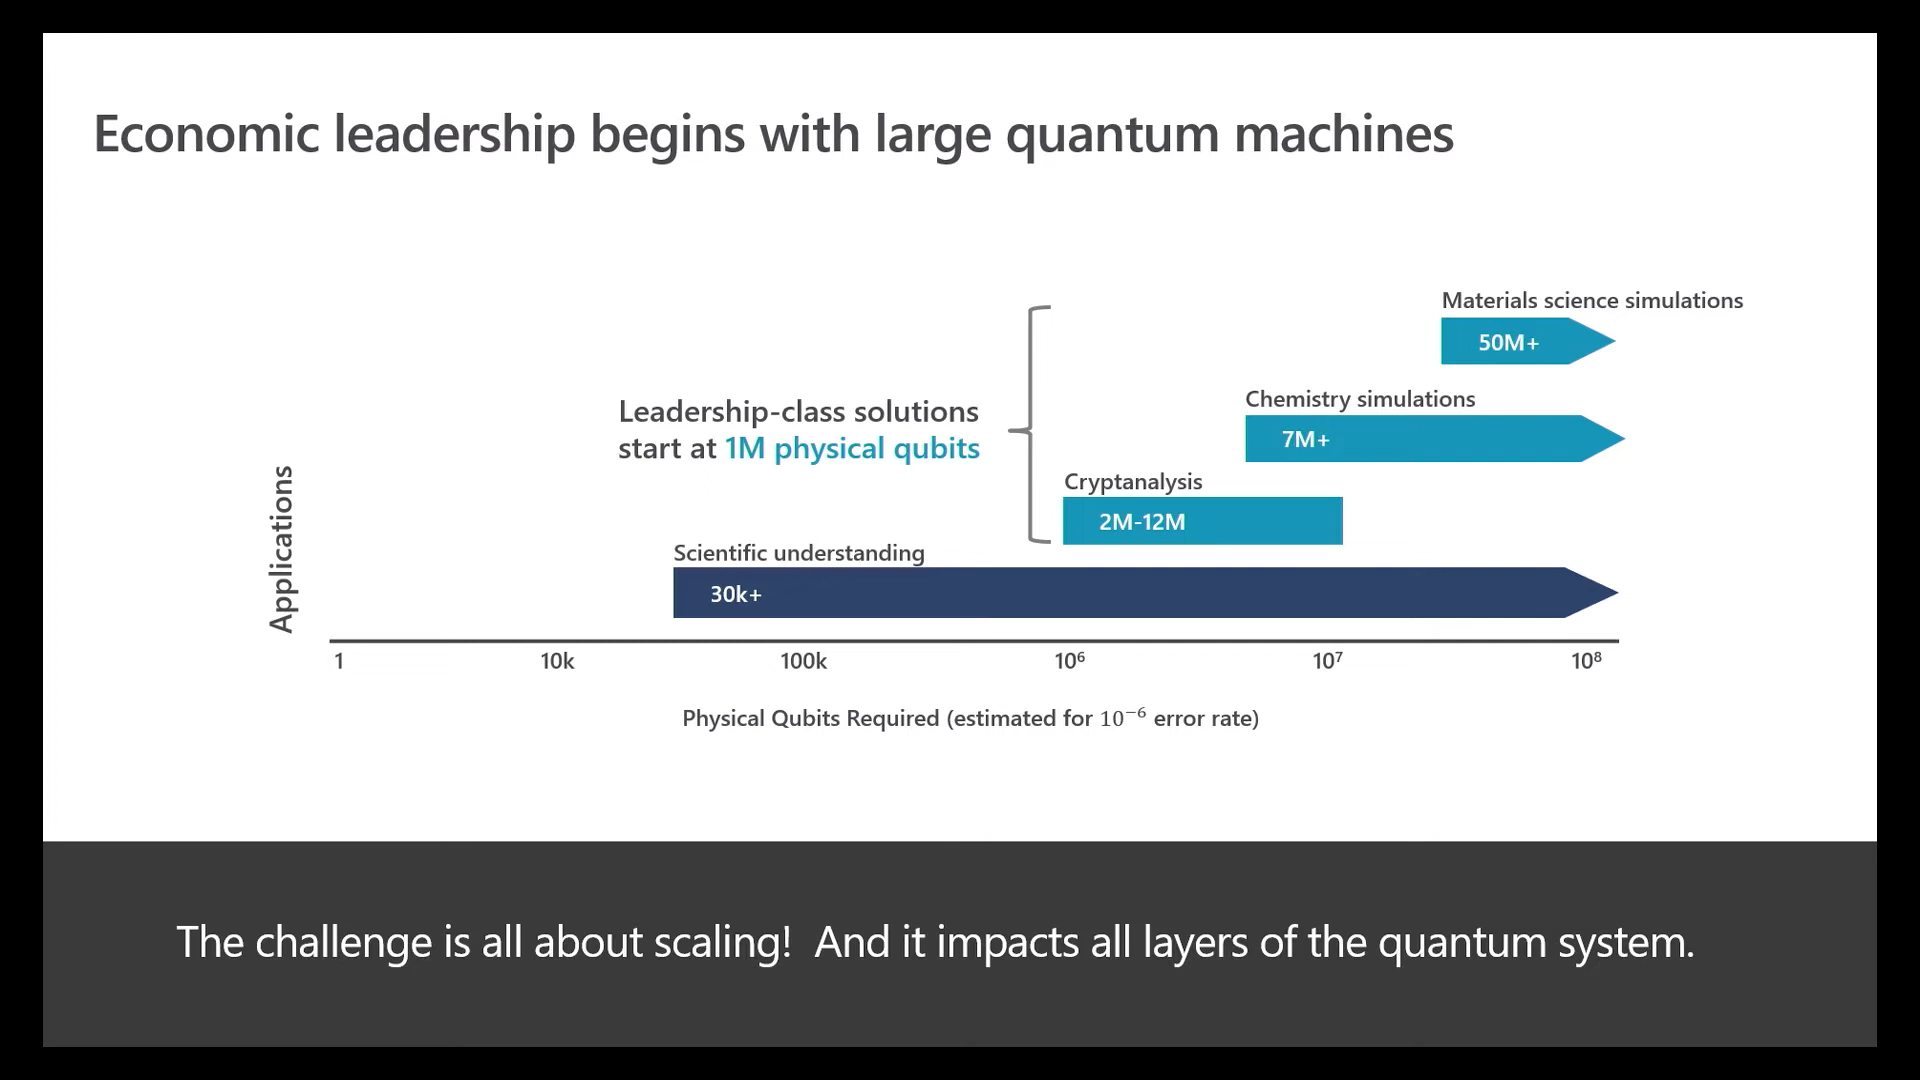 Economic leadership begins with large quantum machines
Materials science simulations
50M+
Chemistry simulations
7M+
Leadership-class solutions
start at 1M physical qubits
Cryptanalysis
2M-12M
Scientific understanding
30k+
Applications
1 10k 100k 10⁶ 10⁷ 10⁸
Physical Qubits Required (estimated for 10⁻⁶ error rate)
The challenge is all about scaling!  And it impacts all layers of the quantum system.